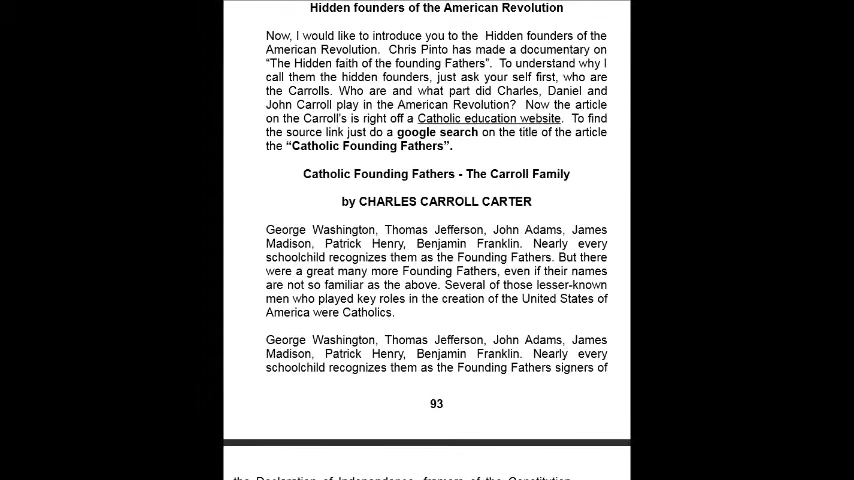 Hidden founders of the American Revolution
Now, I would like to introduce you to the Hidden founders of the
American Revolution. Chris Pinto has made a documentary on
“The Hidden faith of the founding Fathers”. To understand why I
call them the hidden founders, just ask your self first, who are
the Carrolls. Who are and what part did Charles, Daniel and
John Carroll play in the American Revolution? Now the article
on the Carroll's is right off a Catholic education website. To find
the source link just do a google search on the title of the article
the “Catholic Founding Fathers”.
Catholic Founding Fathers - The Carroll Family
by CHARLES CARROLL CARTER
George Washington, Thomas Jefferson, John Adams, James
Madison, Patrick Henry, Benjamin Franklin. Nearly every
schoolchild recognizes them as the Founding Fathers. But there
were a great many more Founding Fathers, even if their names
are not so familiar as the above. Several of those lesser-known
men who played key roles in the creation of the United States of
America were Catholics.
George Washington, Thomas Jefferson, John Adams, James
Madison, Patrick Henry, Benjamin Franklin. Nearly every
schoolchild recognizes them as the Founding Fathers signers of
93
the Declaration of Independence, framers of the Constitution